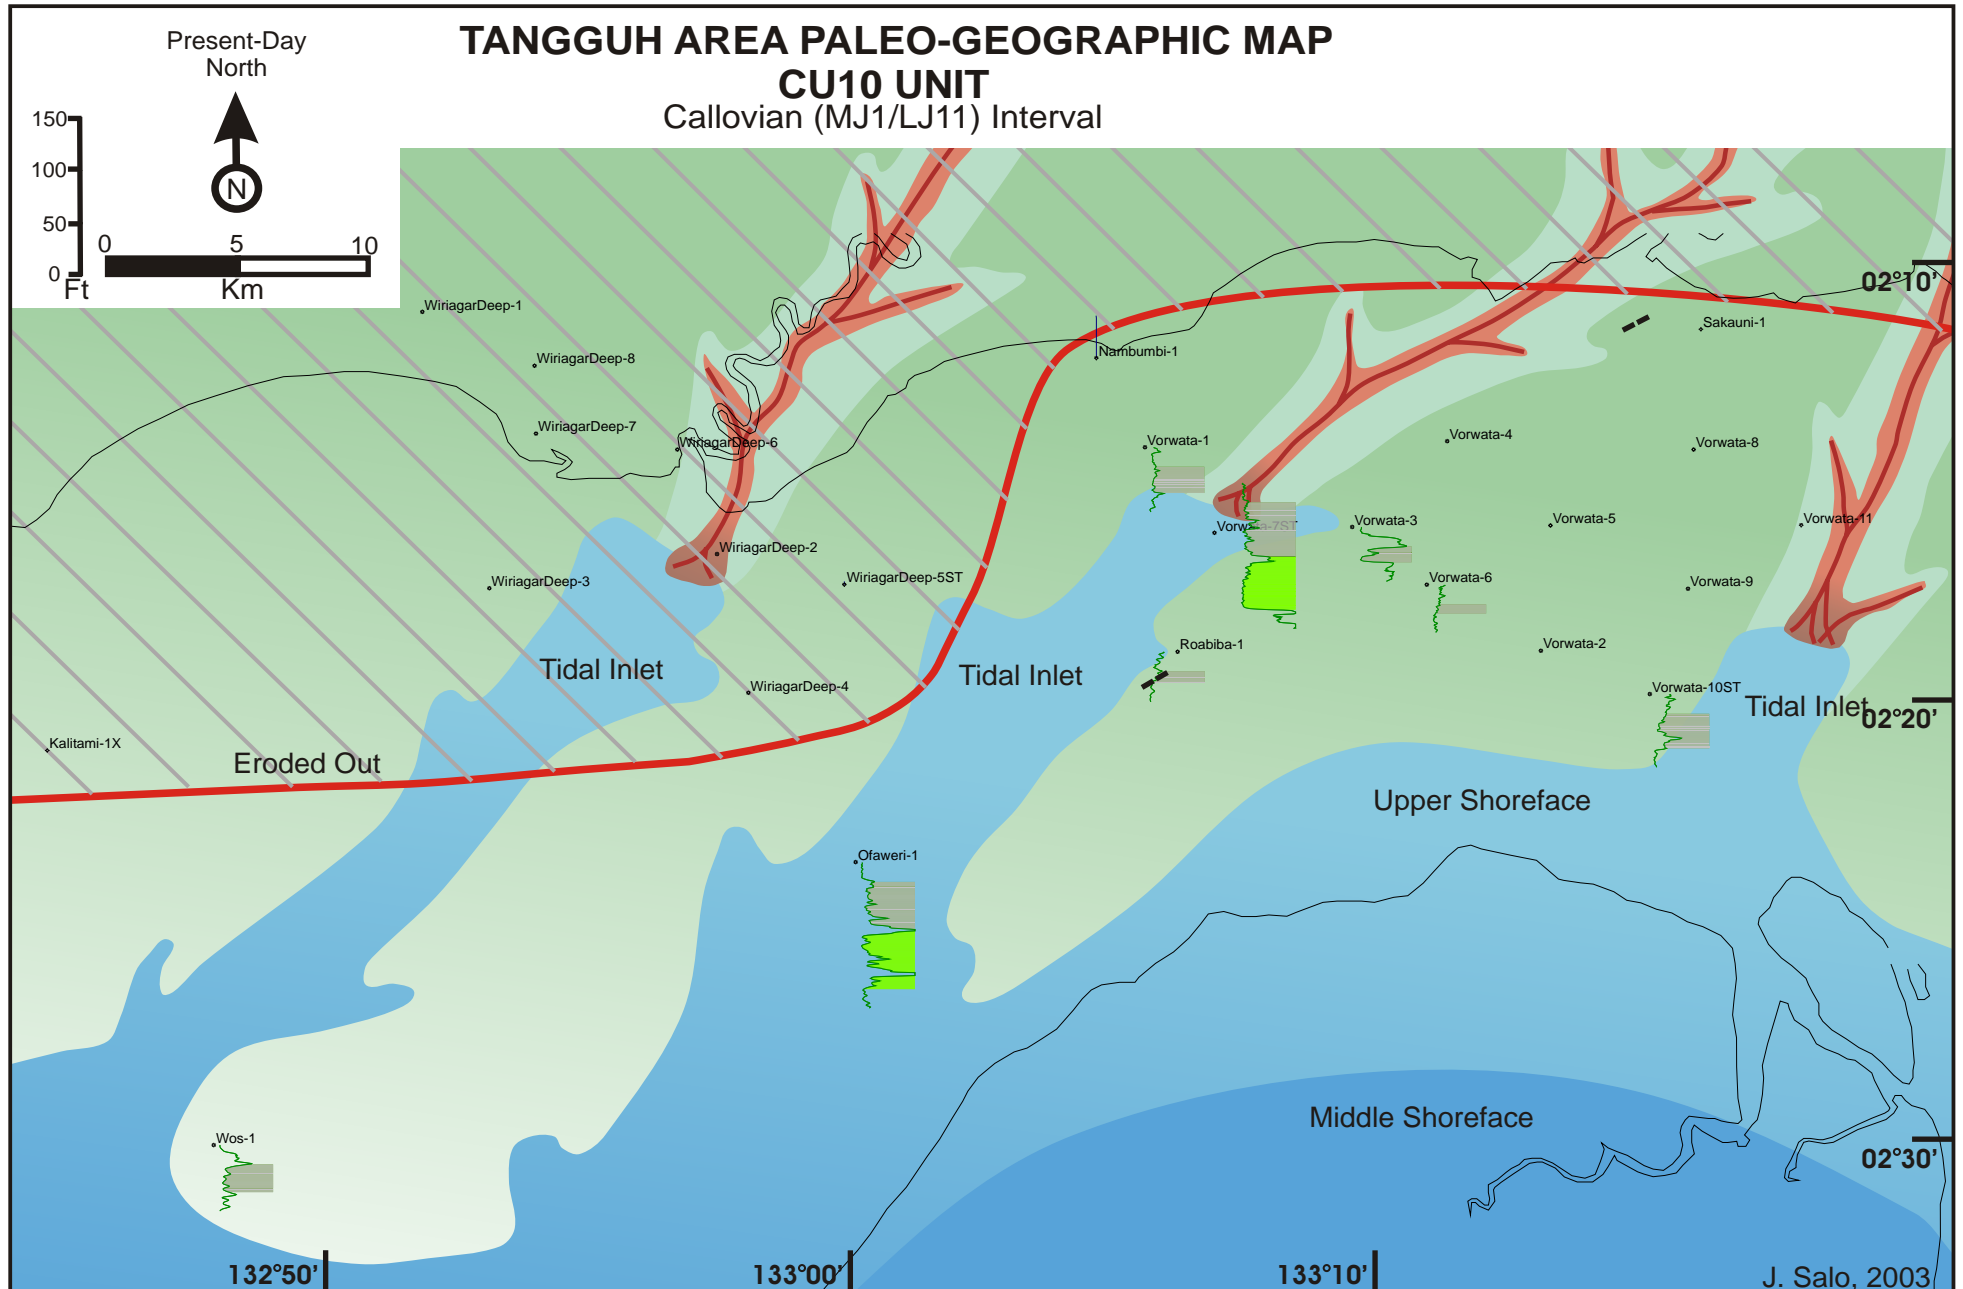 TANGGUH AREA PALEO-GEOGRAPHIC MAP
CU10 UNIT
Callovian (MJ1/LJ11) Interval
Present-Day
North
N
150
100
50
0
Ft
0 5 10
Km
02°10'
WiriagarDeep-1
Sakauni-1
Nambumbi-1
WiriagarDeep-8
WiriagarDeep-7
WiriagarDeep-6
Vorwata-1
Vorwata-4
Vorwata-8
Vorwata-7ST
Vorwata-3
Vorwata-5
Vorwata-11
WiriagarDeep-2
WiriagarDeep-3
WiriagarDeep-5ST
Vorwata-6
Vorwata-9
Roabiba-1
Vorwata-2
Tidal Inlet
Tidal Inlet
WiriagarDeep-4
Vorwata-10ST
Tidal Inlet
02°20'
Kalitami-1X
Eroded Out
Upper Shoreface
Ofaweri-1
Middle Shoreface
Wos-1
02°30'
132°50'
133°00'
133°10'
J. Salo, 2003